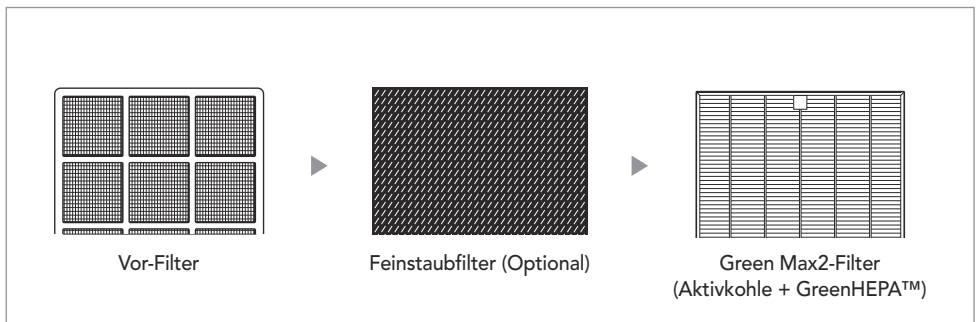 Vor-Filter
Feinstaubfilter (Optional)
Green Max2-Filter
(Aktivkohle + GreenHEPA™)